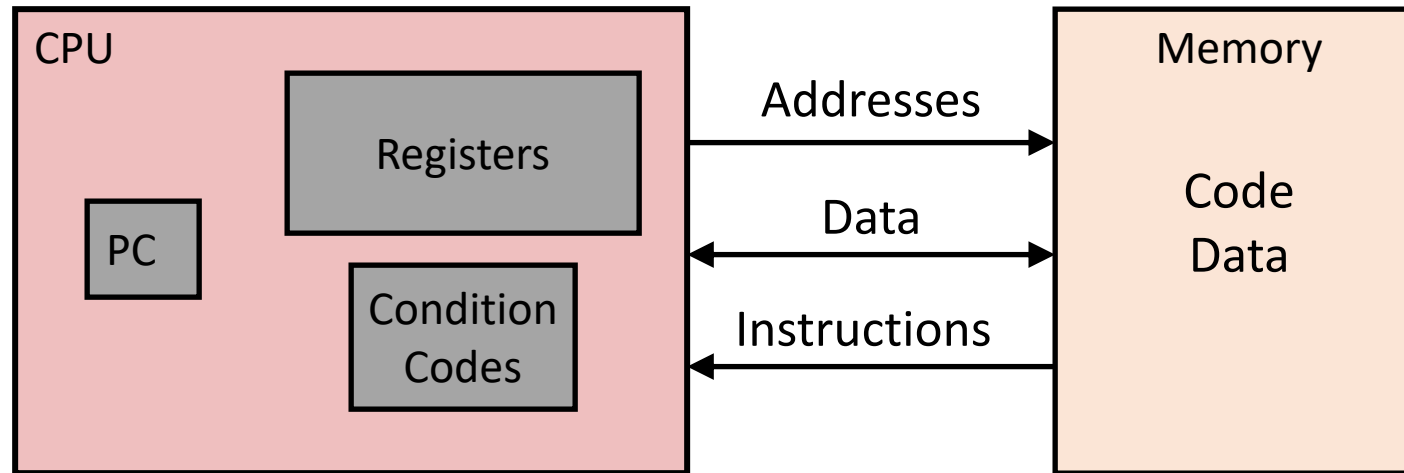 CPU
Registers
PC
Condition
Codes
Addresses
Data
Instructions
Memory
Code
Data